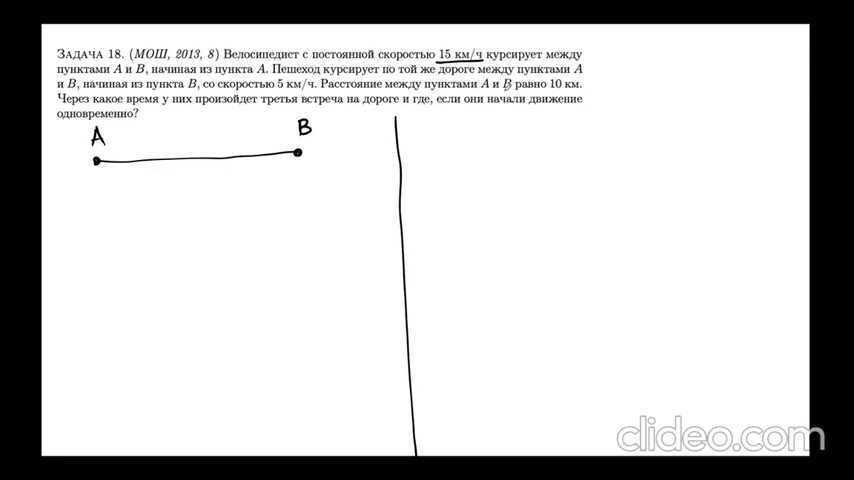 ЗАДАЧА 18. (МОШ, 2013, 8) Велосипедист с постоянной скоростью 15 км/ч курсирует между
пунктами A и B, начиная из пункта A. Пешеход курсирует по той же дороге между пунктами A
и B, начиная из пункта B, со скоростью 5 км/ч. Расстояние между пунктами A и B равно 10 км.
Через какое время у них произойдет третья встреча на дороге и где, если они начали движение
одновременно?
A B
clideo.com